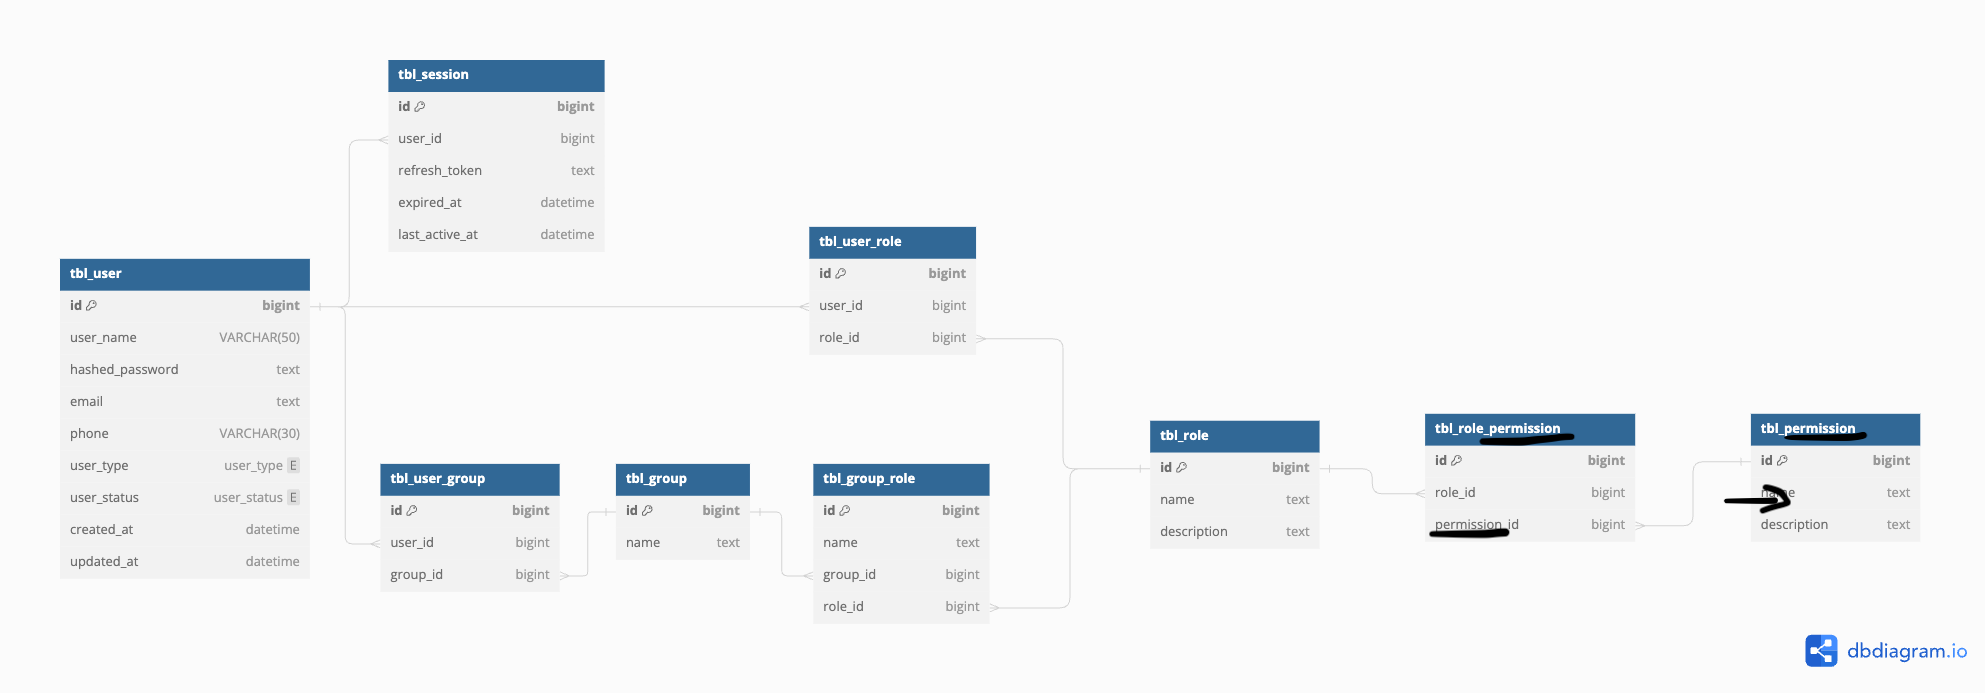 tbl_session
id bigint
user_id bigint
refresh_token text
expired_at datetime
last_active_at datetime
tbl_user
id bigint
user_name VARCHAR(50)
hashed_password text
email text
phone VARCHAR(30)
user_type user_type E
user_status user_status E
created_at datetime
updated_at datetime
tbl_user_role
id bigint
user_id bigint
role_id bigint
tbl_user_group
id bigint
user_id bigint
group_id bigint
tbl_group
id bigint
name text
tbl_group_role
id bigint
name text
group_id bigint
role_id bigint
tbl_role
id bigint
name text
description text
tbl_role_permission
id bigint
role_id bigint
permission_id bigint
tbl_permission
id bigint
name text
description text
dbdiagram.io